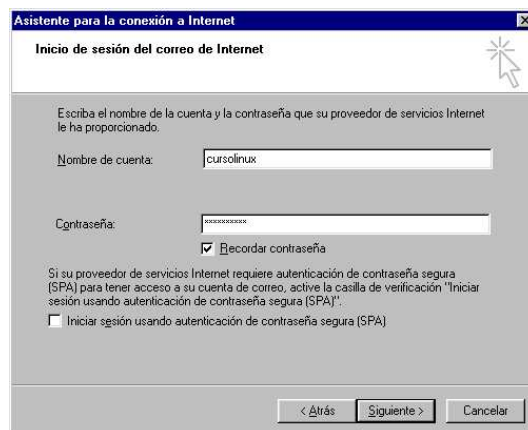 Asistente para la conexión a Internet
Inicio de sesión del correo de Internet
Escriba el nombre de la cuenta y la contraseña que su proveedor de servicios Internet
le ha proporcionado.
Nombre de cuenta: cursolinux
Contraseña: **********
Recordar contraseña
Si su proveedor de servicios Internet requiere autenticación de contraseña segura
(SPA) para tener acceso a su cuenta de correo, active la casilla de verificación "Iniciar
sesión usando autenticación de contraseña segura (SPA)".
Iniciar sesión usando autenticación de contraseña segura (SPA)
< Atrás Siguiente > Cancelar